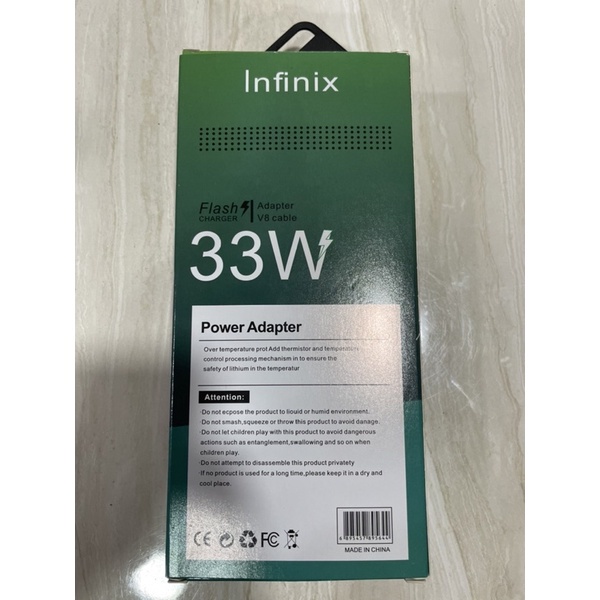 Infinix
Flash Adapter
CHARGER V8 cable
33W
Power Adapter
Over temperature prot Add thermistor and temperature
control processing mechanism in to ensure the
safety of lithium in the temperatur
Attention:
·Do not ecpose the product to liouid or humid environment.
·Do not smash,squeeze or throw this product to avoid damage.
·Do not let children play with this product to avoid dangerous
actions such as entanglement,swallowing and so on when
children play.
·Do not attempt to disassemble this product privatety
·If no product is used for a long time,please keep it in a dry and
cool place.
CE FC
6 895457 895644
MADE IN CHINA